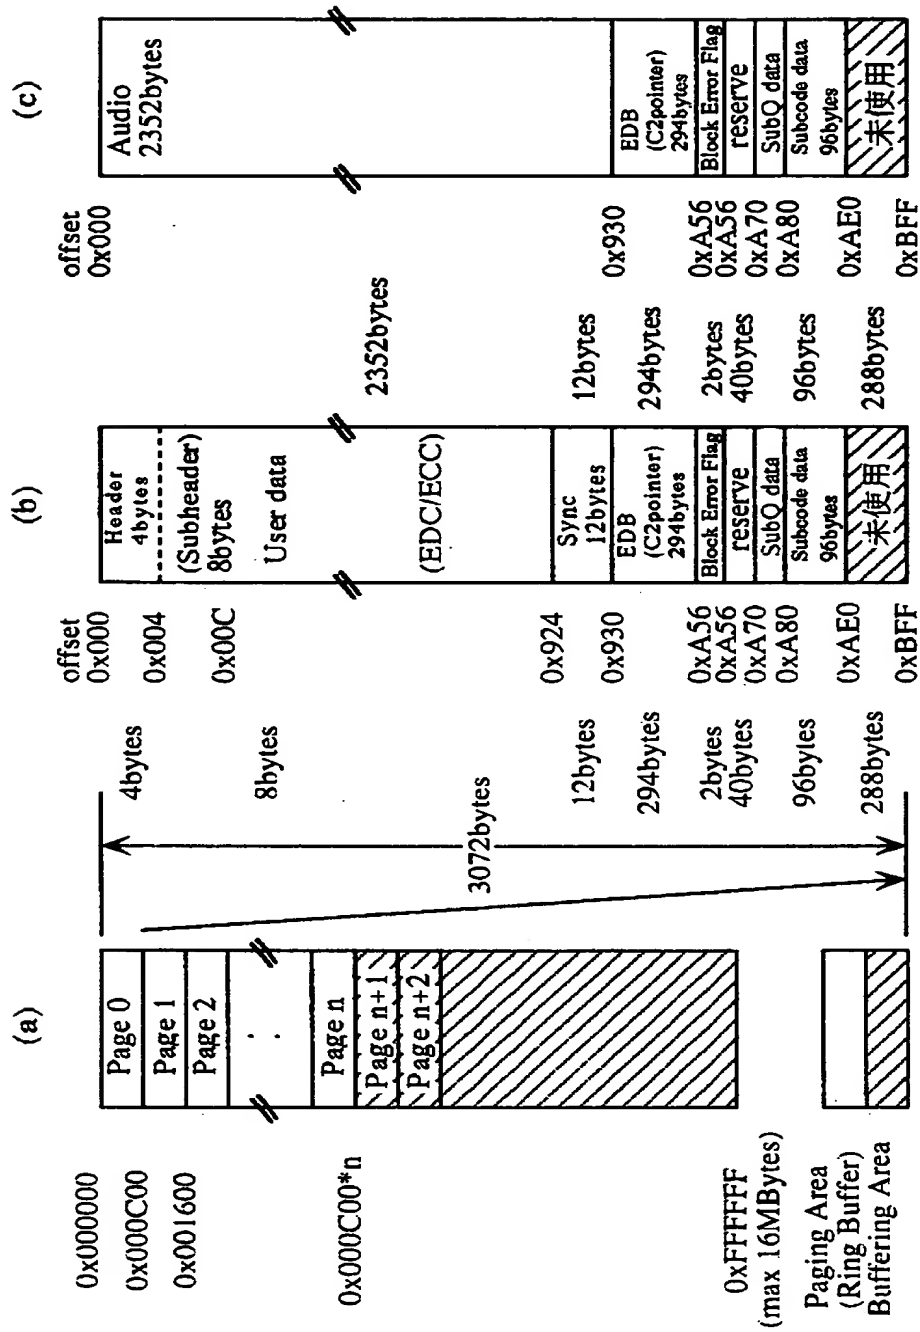 (a)
0x000000
0x000C00
0x001600
0x000C00*n
0xFFFFFF
(max 16MBytes)
Page 0
Page 1
Page 2
Page n
Page n+1
Page n+2
Paging Area
(Ring Buffer)
Buffering Area
3072bytes
(b)
4bytes
8bytes
12bytes
294bytes
2bytes
40bytes
96bytes
288bytes
offset
0x000
0x004
0x00C
0x924
0x930
0xA56
0xA56
0xA70
0xA80
0xAE0
0xBFF
Header
4bytes
(Subheader)
8bytes
User data
(EDC/ECC)
Sync
12bytes
EDB
(C2pointer)
294bytes
Block Error Flag
reserve
SubQ data
Subcode data
96bytes
未使用
(c)
2352bytes
12bytes
294bytes
2bytes
40bytes
96bytes
288bytes
offset
0x000
0x930
0xA56
0xA56
0xA70
0xA80
0xAE0
0xBFF
Audio
2352bytes
EDB
(C2pointer)
294bytes
Block Error Flag
reserve
SubQ data
Subcode data
96bytes
未使用